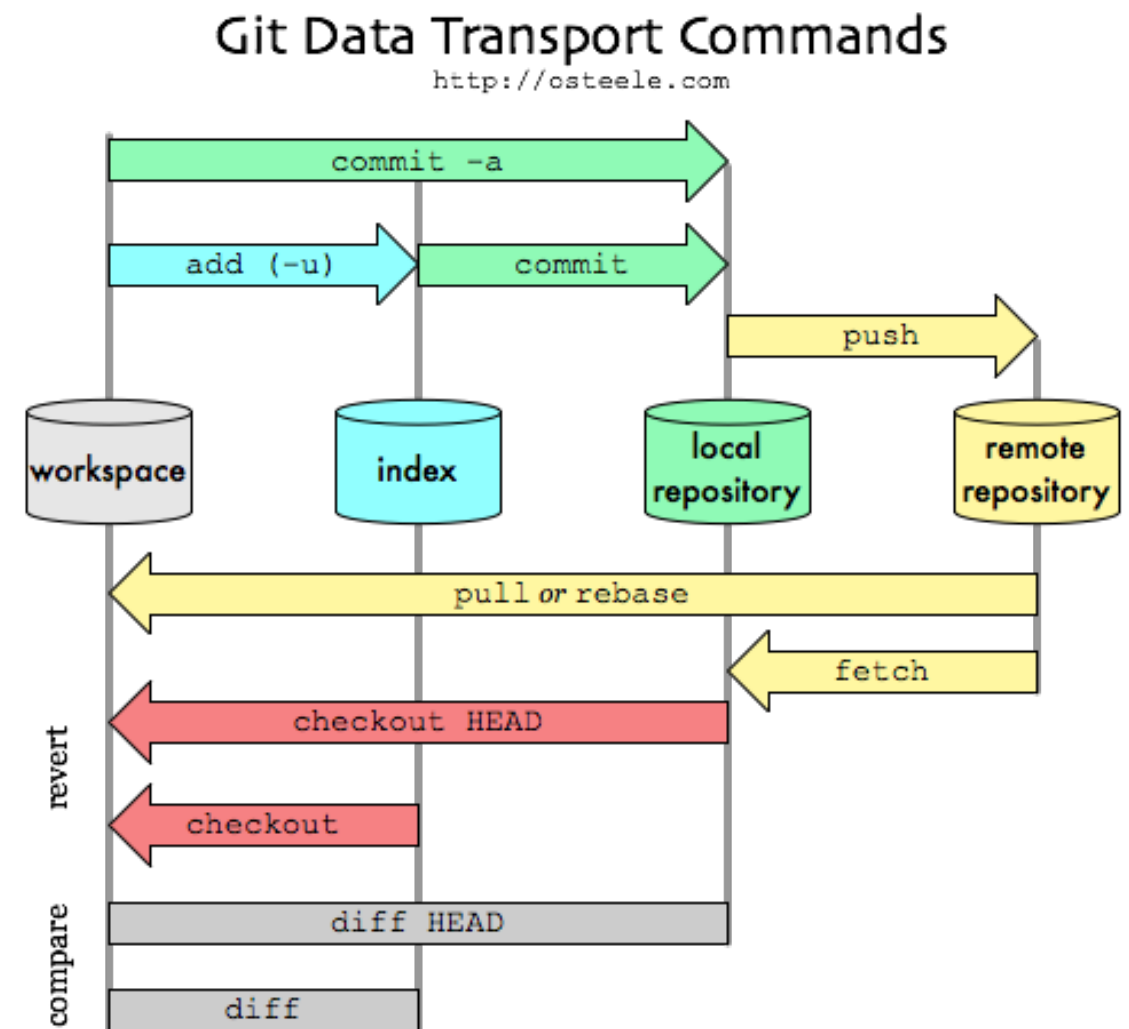 Git Data Transport Commands
http://osteele.com
commit -a
add (-u)
commit
push
workspace
index
local
repository
remote
repository
pull or rebase
fetch
revert
checkout HEAD
checkout
compare
diff HEAD
diff